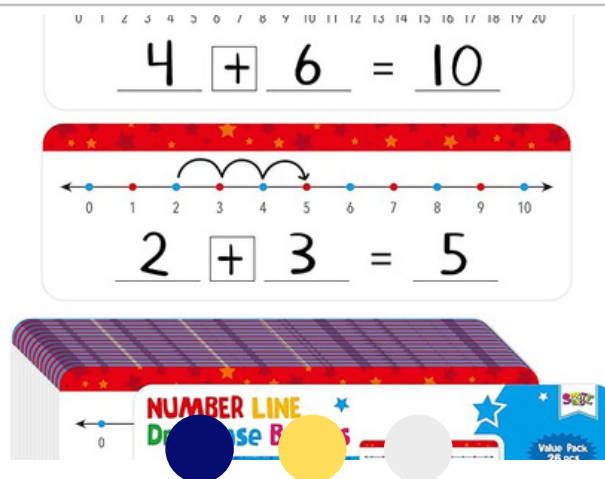 0 1 2 3 4 5 6 7 8 9 10 11 12 13 14 15 16 17 18 19 20
4 + 6 = 10
0 1 2 3 4 5 6 7 8 9 10
2 + 3 = 5
NUMBER LINE
0
Value Pack
26 PCS